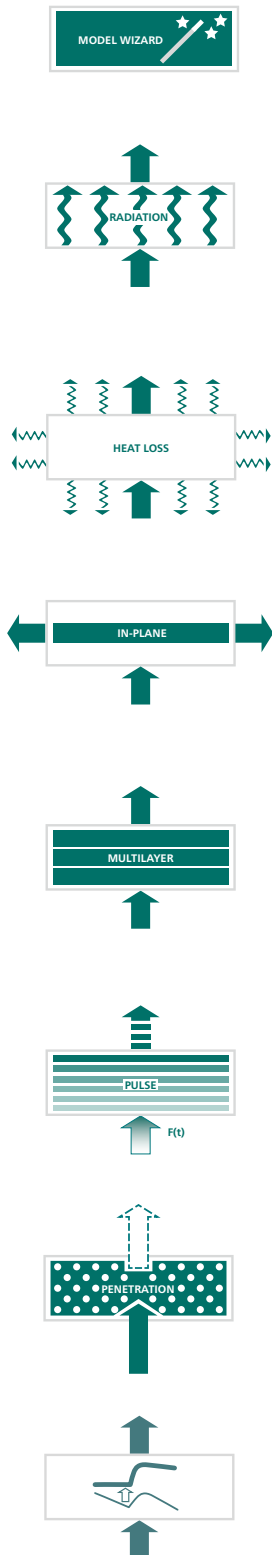 MODEL WIZARD
RADIATION
HEAT LOSS
IN-PLANE
MULTILAYER
PULSE
F(t)
PENETRATION